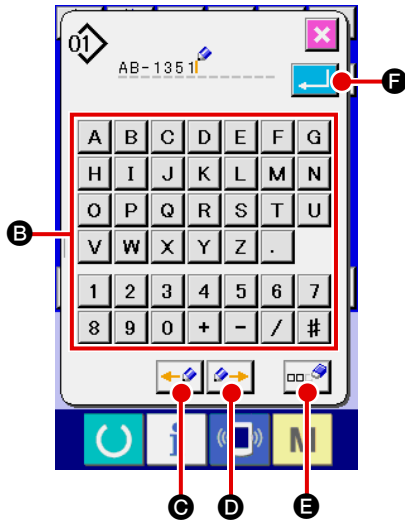 01
AB-1351
F
A B C D E F G
H I J K L M N
O P Q R S T U
B
V W X Y Z .
1 2 3 4 5 6 7
8 9 0 + - / #
i M
C D E